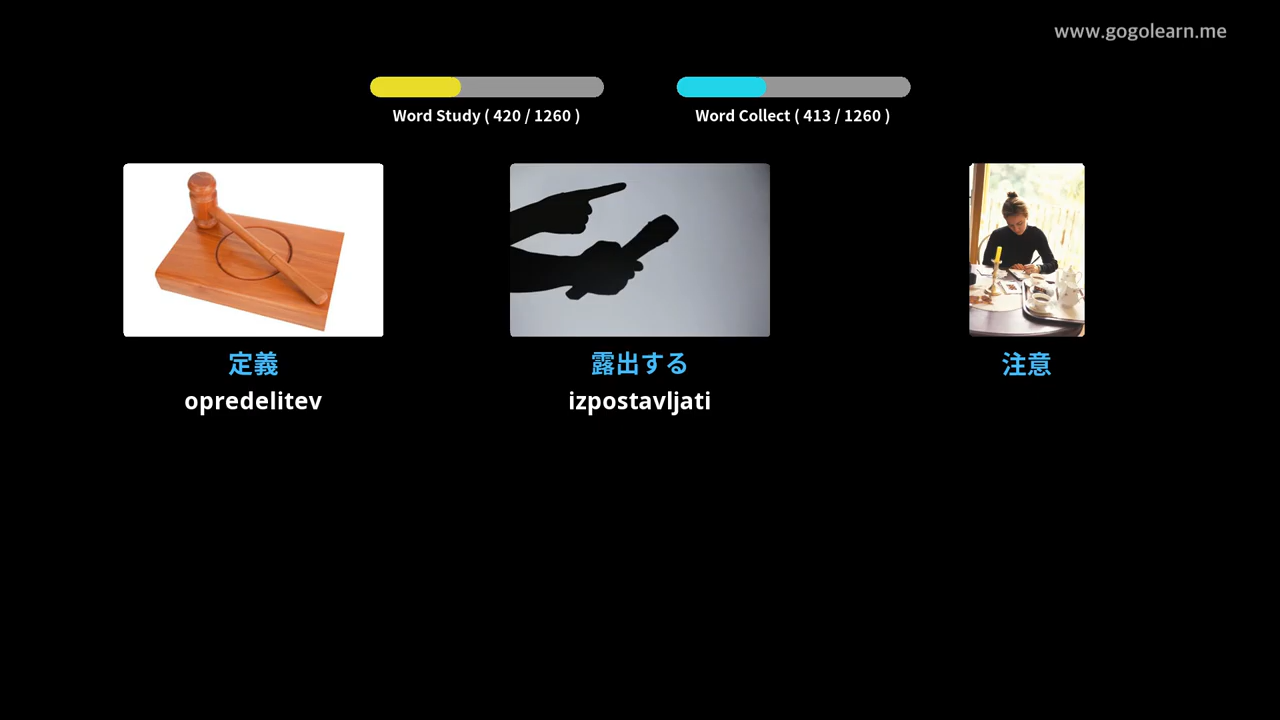 www.gogolearn.me
Word Study ( 420 / 1260 )
Word Collect ( 413 / 1260 )
定義
opredelitev
露出する
izpostavljati
注意